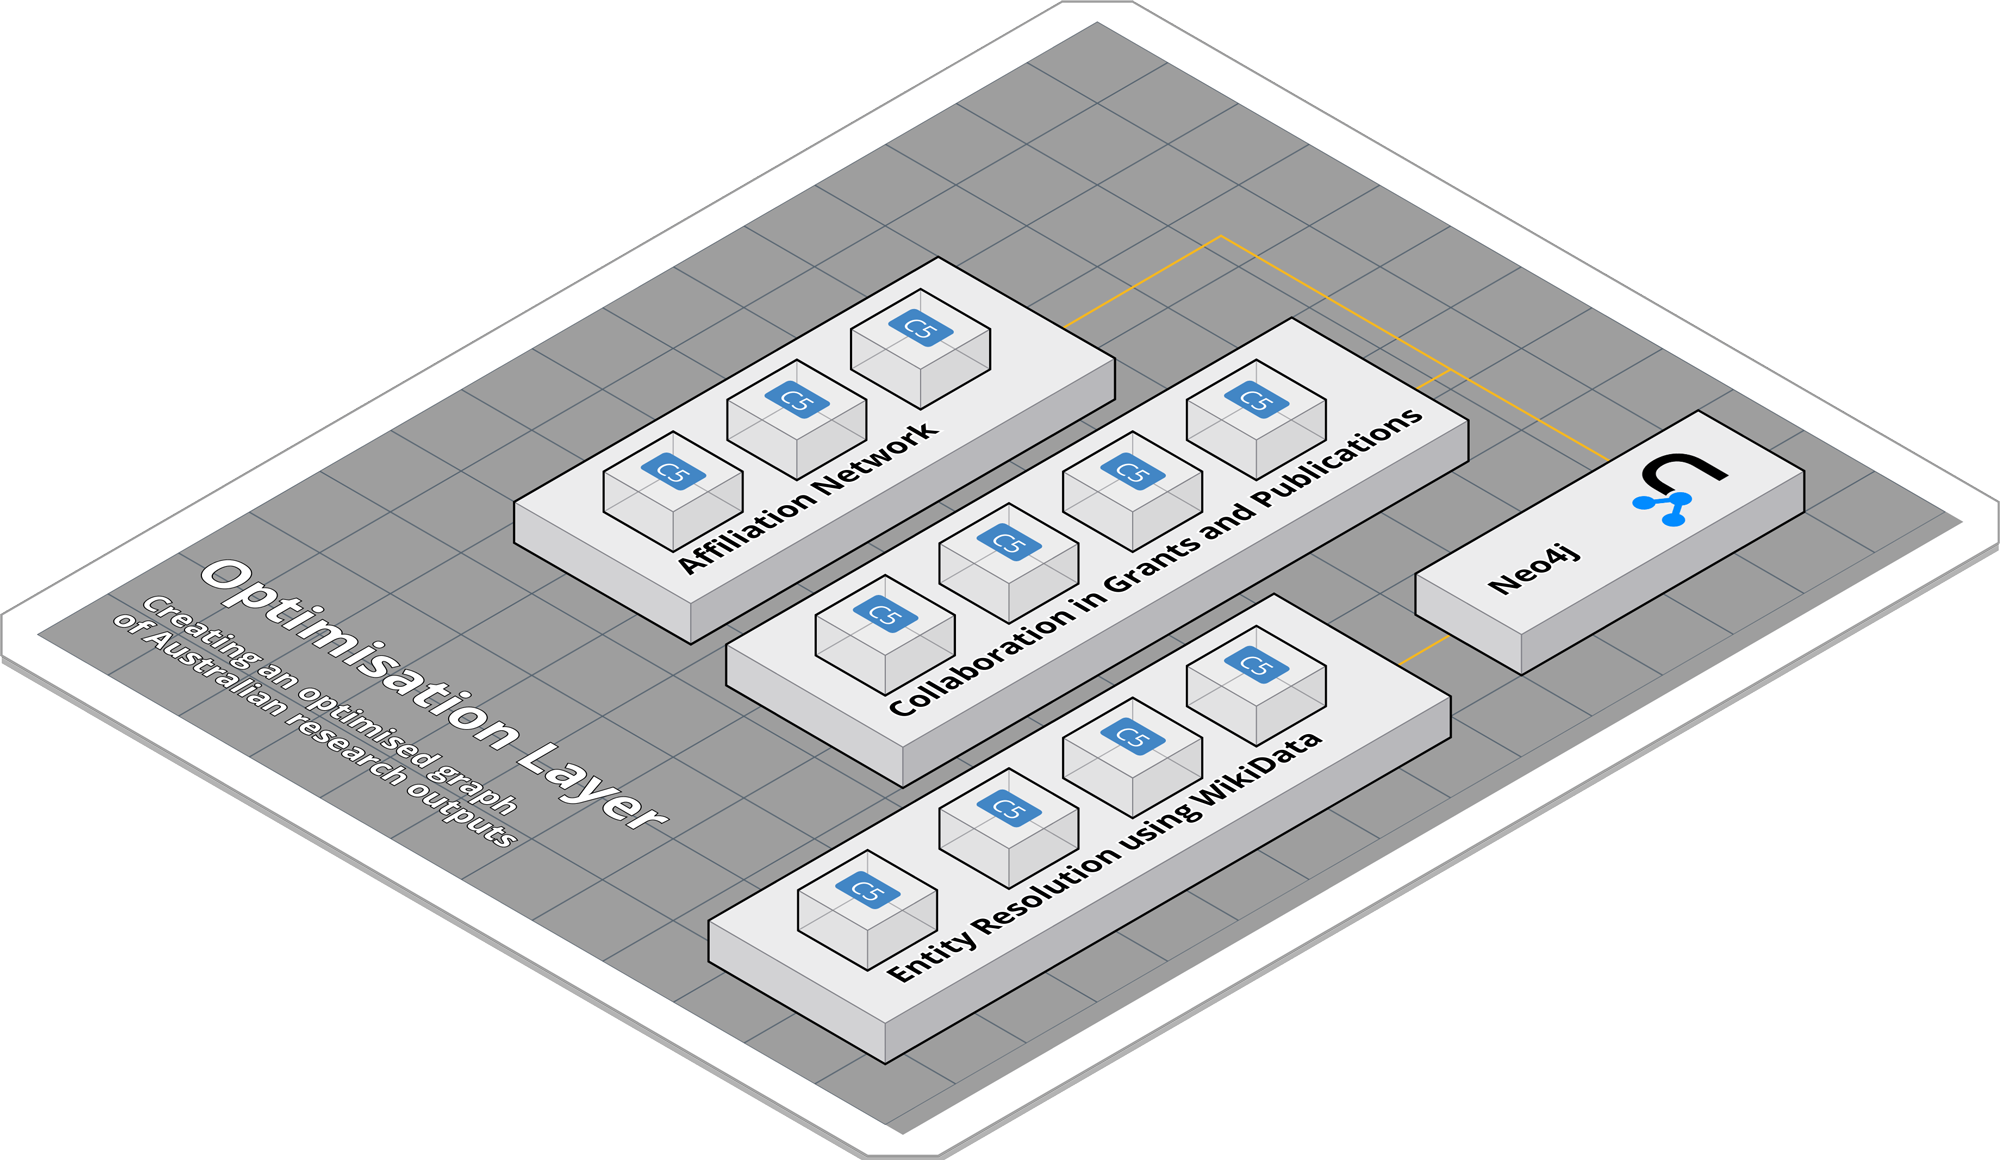 C5
C5
C5
Affiliation Network
C5
C5
C5
C5
Collaboration in Grants and Publications
C5
C5
C5
C5
Entity Resolution using WikiData
Neo4j
Optimisation Layer
Creating an optimised graph
of Australian research outputs